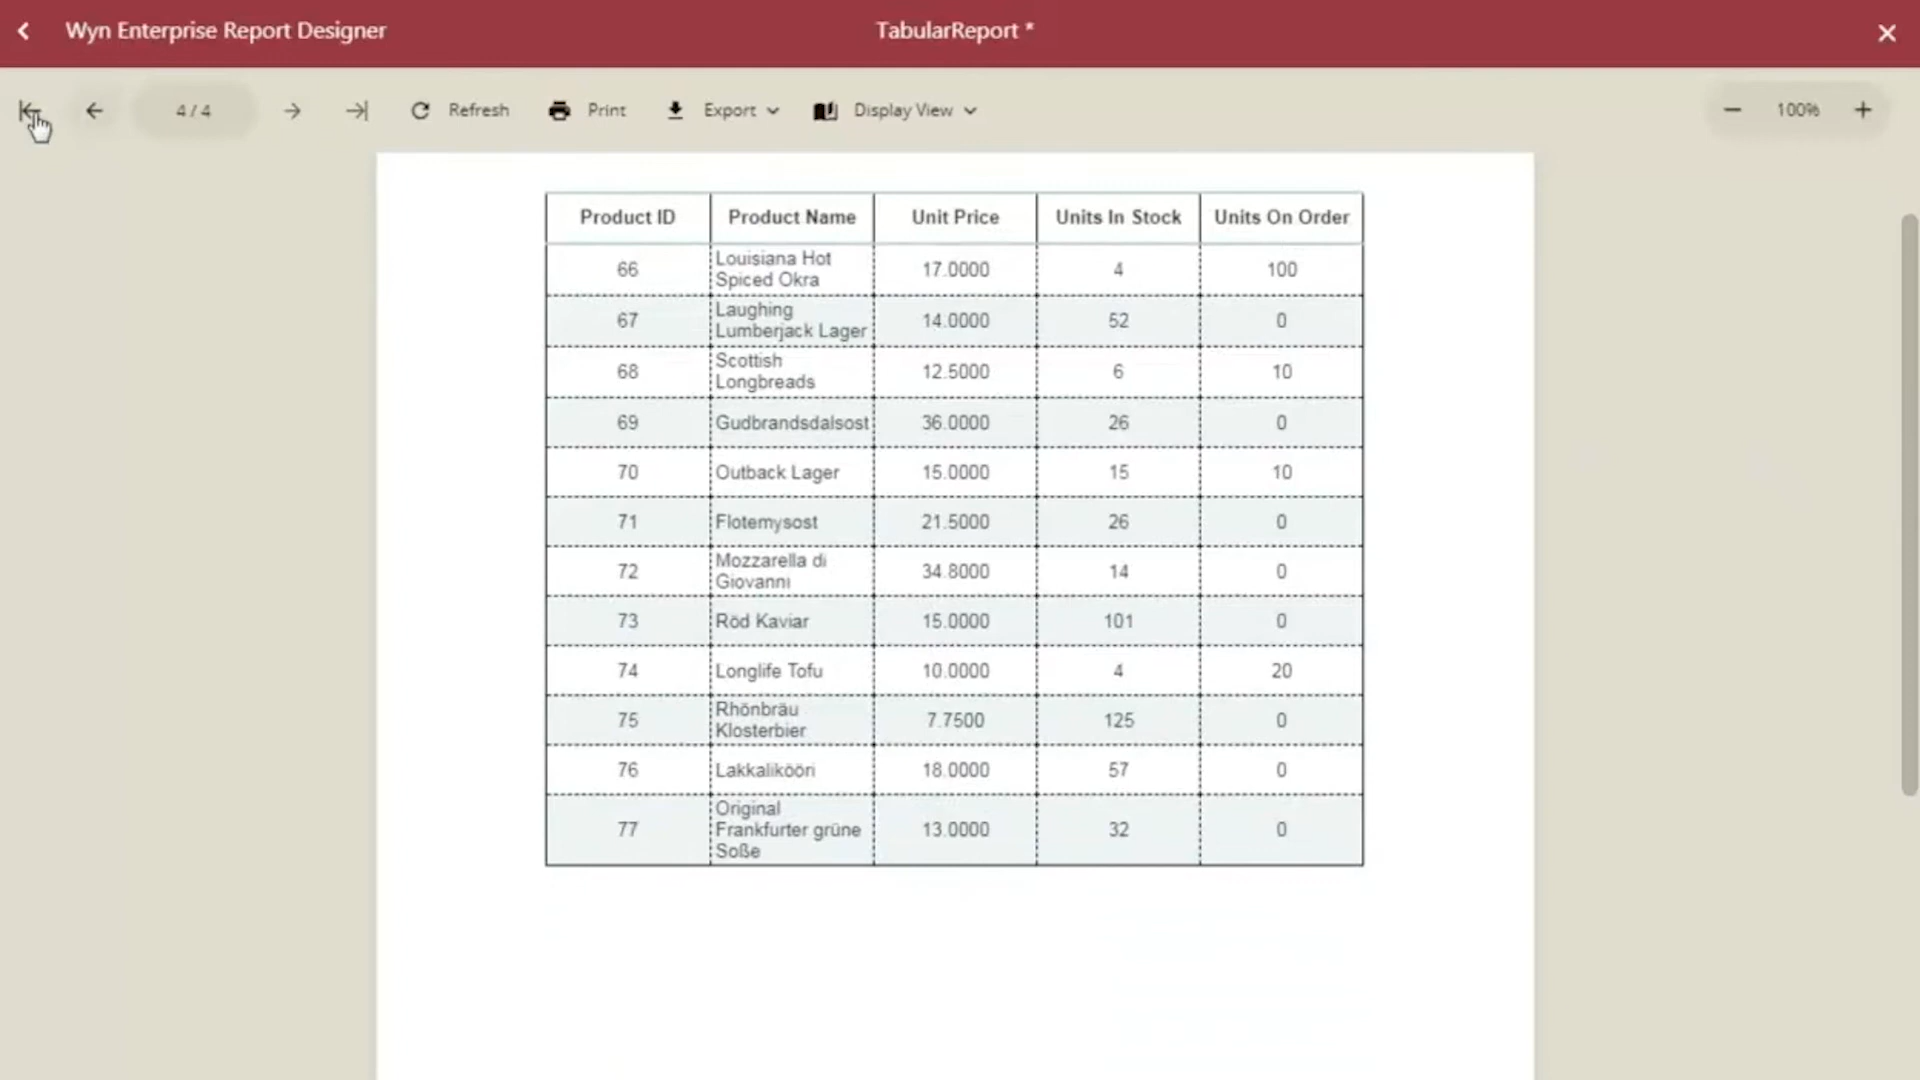 Wyn Enterprise Report Designer
TabularReport *
4 / 4
Refresh
Print
Export
Display View
100%
Product ID Product Name Unit Price Units In Stock Units On Order
66 Louisiana Hot 17.0000 4 100
Spiced Okra
67 Laughing 14.0000 52 0
Lumberjack Lager
68 Scottish 12.5000 6 10
Longbreads
69 Gudbrandsdalsost 36.0000 26 0
70 Outback Lager 15.0000 15 10
71 Flotemysost 21.5000 26 0
72 Mozzarella di 34.8000 14 0
Giovanni
73 Röd Kaviar 15.0000 101 0
74 Longlife Tofu 10.0000 4 20
75 Rhönbräu 7.7500 125 0
Klosterbier
76 Lakkalikööri 18.0000 57 0
Original
77 Frankfurter grüne 13.0000 32 0
Soße